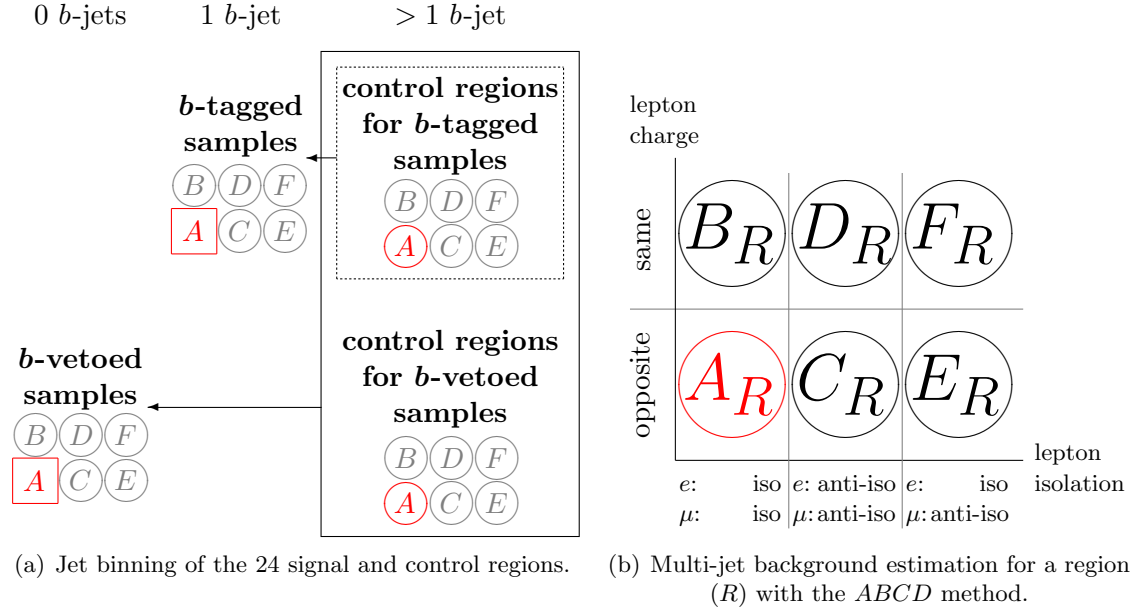 0 b-jets 1 b-jet > 1 b-jet
b-tagged
samples
B D F
A C E
control regions
for b-tagged
samples
B D F
A C E
b-vetoed
samples
B D F
A C E
control regions
for b-vetoed
samples
B D F
A C E
(a) Jet binning of the 24 signal and control regions.
lepton
charge
same
B_R D_R F_R
opposite
A_R C_R E_R
lepton
isolation
e: iso e: anti-iso e: iso
μ: iso μ: anti-iso μ: anti-iso
(b) Multi-jet background estimation for a region
(R) with the ABCD method.